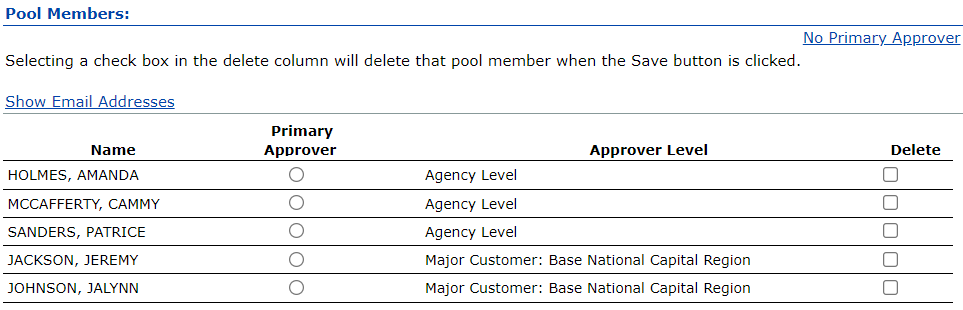 Pool Members:
No Primary Approver
Selecting a check box in the delete column will delete that pool member when the Save button is clicked.
Show Email Addresses
Name Primary Approver Approver Level Delete
HOLMES, AMANDA Agency Level
MCCAFFERTY, CAMMY Agency Level
SANDERS, PATRICE Agency Level
JACKSON, JEREMY Major Customer: Base National Capital Region
JOHNSON, JALYNN Major Customer: Base National Capital Region